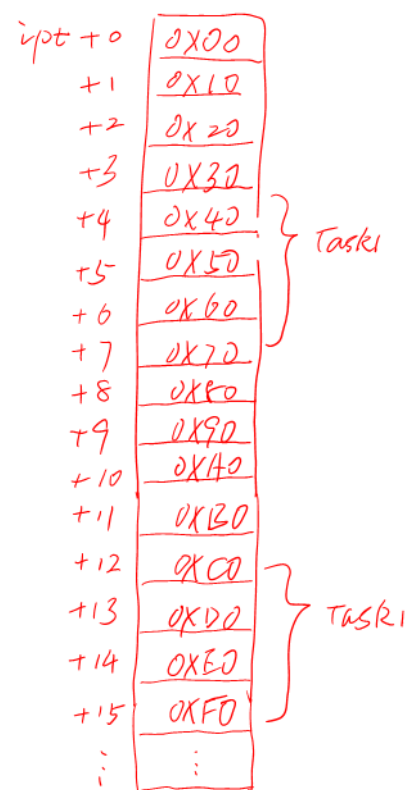 ipt + 0 0X00
+1 0X10
+2 0X20
+3 0X30
+4 0X40
Task1
+5 0X50
+6 0X60
+7 0X70
+8 0X80
+9 0X90
+10 0XA0
+11 0XB0
+12 0XC0
+13 0XD0
Task1
+14 0XE0
+15 0XF0
⋮ ⋮